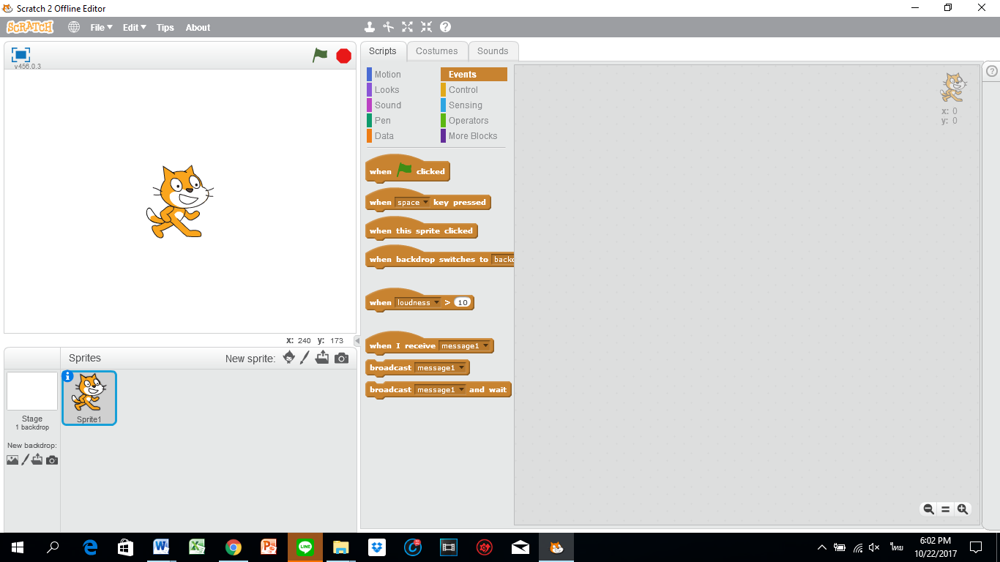 Scratch 2 Offline Editor
SCRATCH File Edit Tips About
v456.0.3
Scripts Costumes Sounds
Motion Events
Looks Control
Sound Sensing
Pen Operators
Data More Blocks
when clicked
when space key pressed
when this sprite clicked
when backdrop switches to backd
when loudness > 10
when I receive message1
broadcast message1
broadcast message1 and wait
x: 0
y: 0
x: 240 y: 173
Sprites New sprite:
Sprite1
Stage
1 backdrop
New backdrop:
LINE
ไทย
6:02 PM
10/22/2017